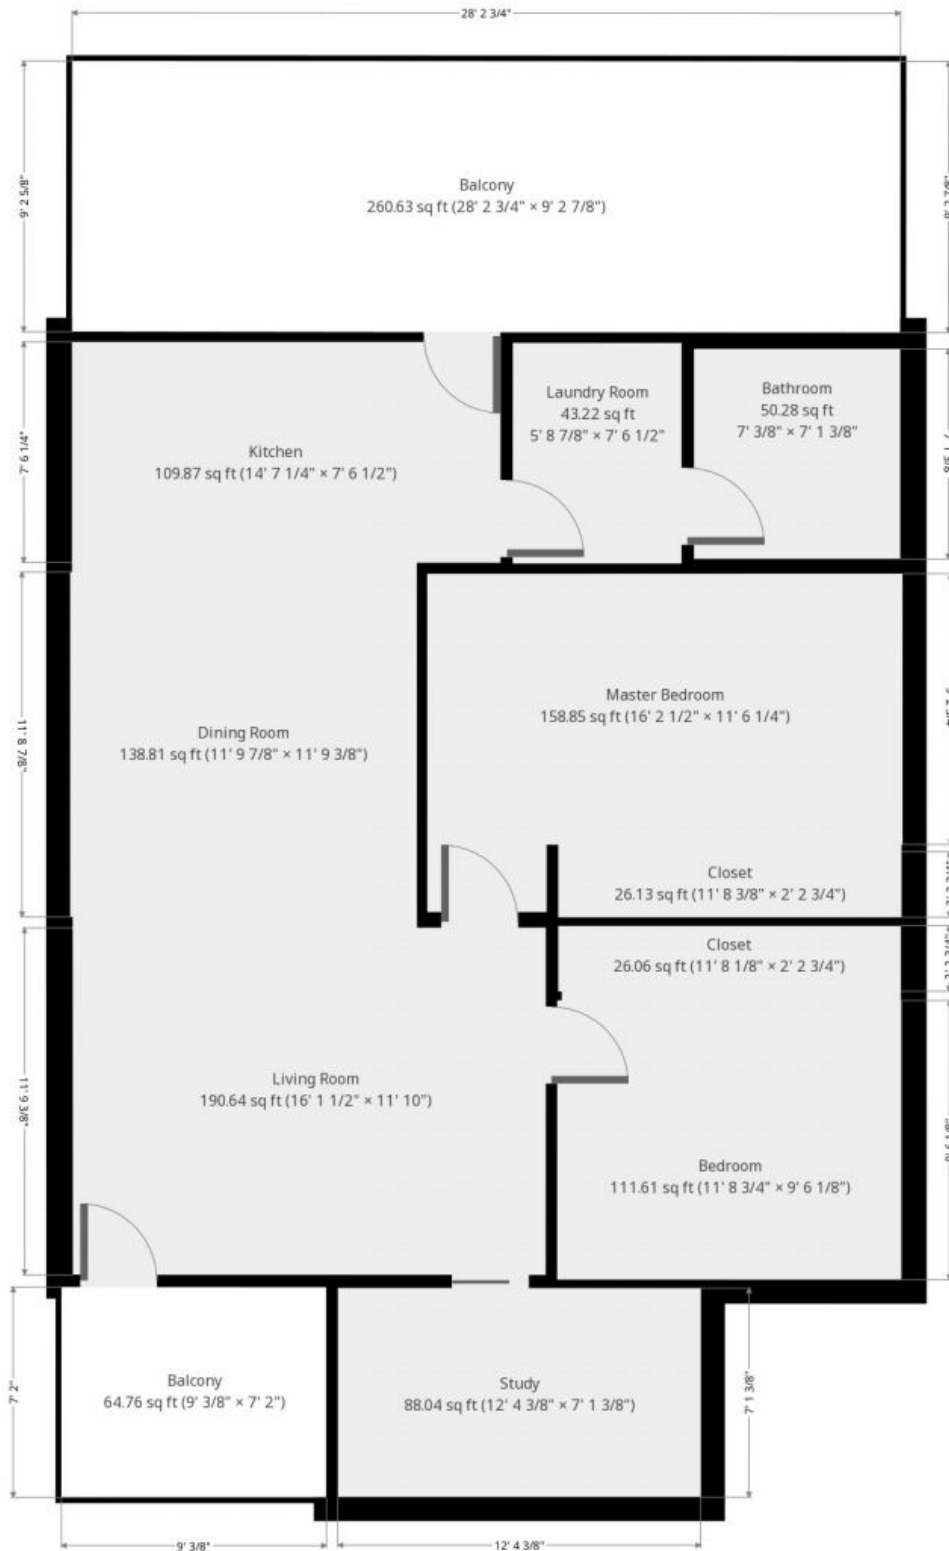 28' 2 3/4"
9' 2 5/8"
Balcony
260.63 sq ft (28' 2 3/4" × 9' 2 7/8")
7' 6 1/4"
Kitchen
109.87 sq ft (14' 7 1/4" × 7' 6 1/2")
Laundry Room
43.22 sq ft
5' 8 7/8" × 7' 6 1/2"
Bathroom
50.28 sq ft
7' 3/8" × 7' 1 3/8"
11' 8 7/8"
Dining Room
138.81 sq ft (11' 9 7/8" × 11' 9 3/8")
Master Bedroom
158.85 sq ft (16' 2 1/2" × 11' 6 1/4")
Closet
26.13 sq ft (11' 8 3/8" × 2' 2 3/4")
Closet
26.06 sq ft (11' 8 1/8" × 2' 2 3/4")
2' 2 3/4"
11' 9 3/8"
Living Room
190.64 sq ft (16' 1 1/2" × 11' 10")
Bedroom
111.61 sq ft (11' 8 3/4" × 9' 6 1/8")
7' 2"
Balcony
64.76 sq ft (9' 3/8" × 7' 2")
Study
88.04 sq ft (12' 4 3/8" × 7' 1 3/8")
7' 1 3/8"
9' 3/8"
12' 4 3/8"